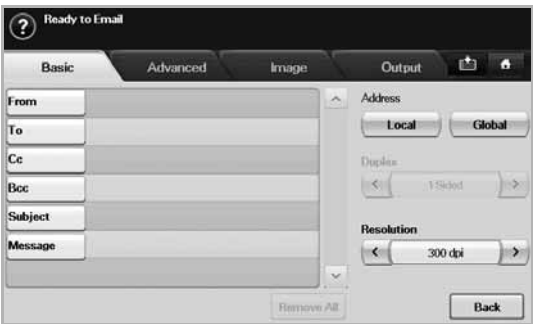 Ready to Email
Basic Advanced Image Output
From
To
Cc
Bcc
Subject
Message
Address
Local Global
Duplex
1 Sided
Resolution
300 dpi
Remove All
Back